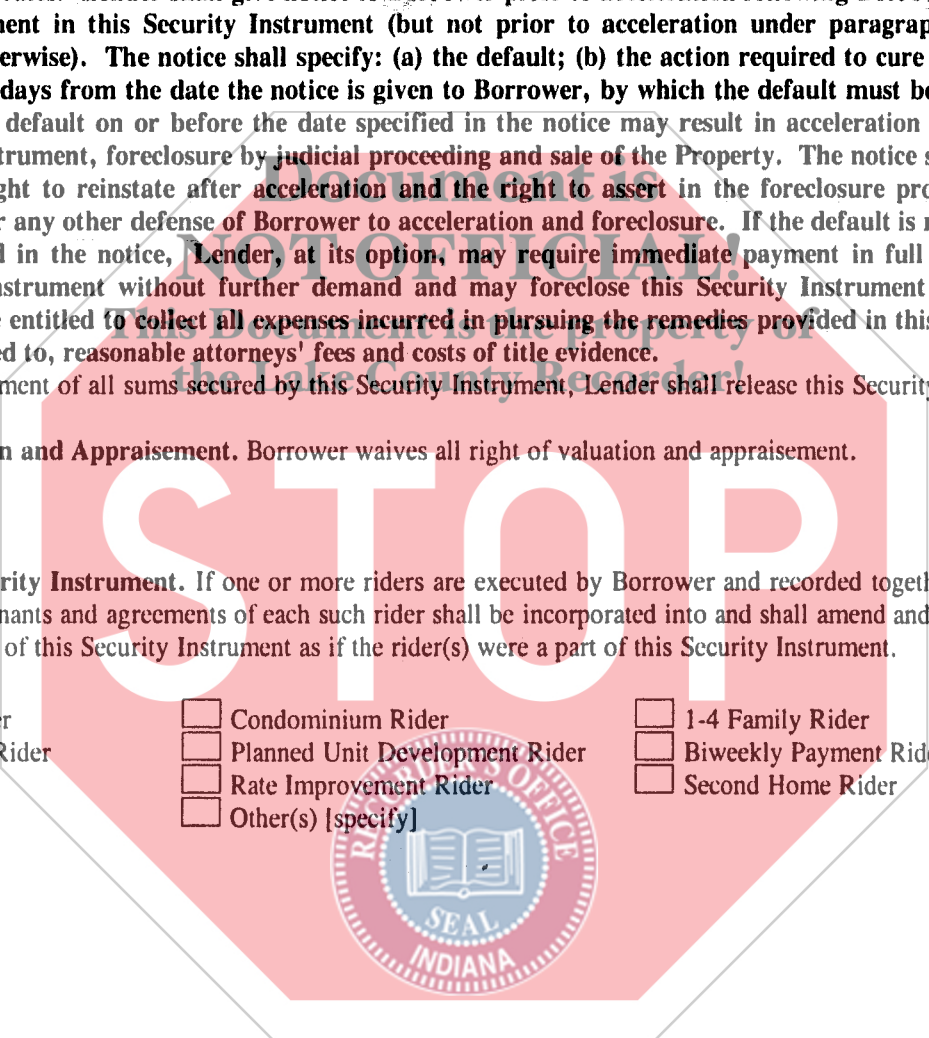 ment in this Security Instrument (but not prior to acceleration under paragrap
erwise). The notice shall specify: (a) the default; (b) the action required to cure
days from the date the notice is given to Borrower, by which the default must be
default on or before the date specified in the notice may result in acceleration
trument, foreclosure by judicial proceeding and sale of the Property. The notice s
ght to reinstate after acceleration and the right to assert in the foreclosure pro
r any other defense of Borrower to acceleration and foreclosure. If the default is n
d in the notice, Lender, at its option, may require immediate payment in full
nstrument without further demand and may foreclose this Security Instrument
e entitled to collect all expenses incurred in pursuing the remedies provided in this
ed to, reasonable attorneys' fees and costs of title evidence.
ment of all sums secured by this Security Instrument, Lender shall release this Security
n and Appraisement. Borrower waives all right of valuation and appraisement.
rity Instrument. If one or more riders are executed by Borrower and recorded togeth
nants and agreements of each such rider shall be incorporated into and shall amend and
of this Security Instrument as if the rider(s) were a part of this Security Instrument.
r Condominium Rider 1-4 Family Rider
Rider Planned Unit Development Rider Biweekly Payment Rid
Rate Improvement Rider Second Home Rider
Other(s) [specify]
Document is
NOT OFFICIAL!
This Document is the property of
the Lake County Recorder!
STOP
RECORDER'S OFFICE
SEAL
INDIANA